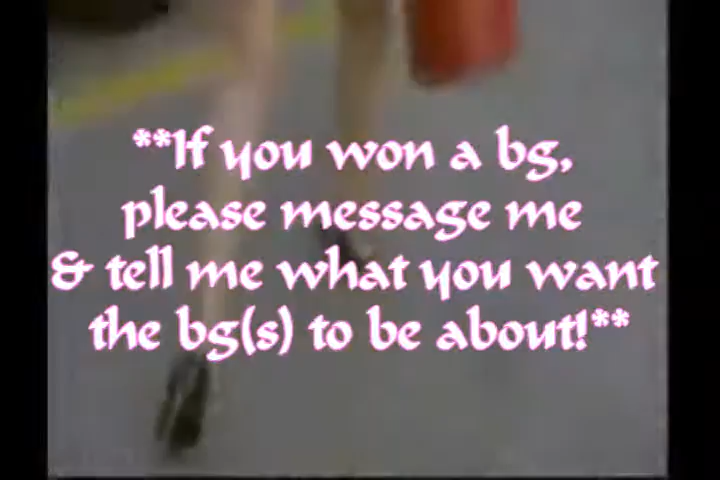 **If you won a bg,
please message me
& tell me what you want
the bg(s) to be about!**